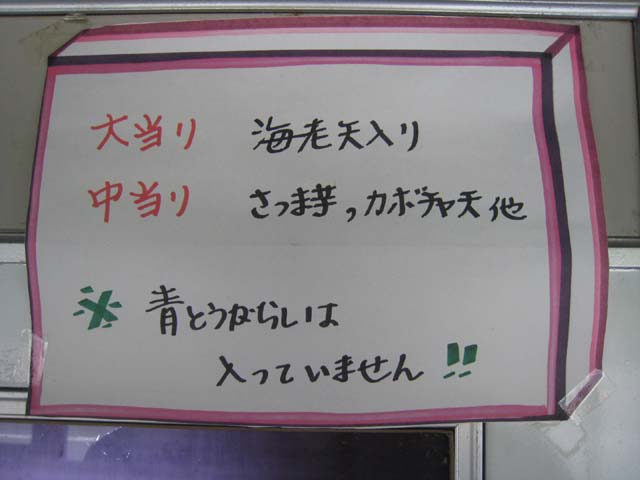 大当り 海老天入り
中当り さつま芋,カボチャ天他
※ 青とうがらしは
入っていません!!